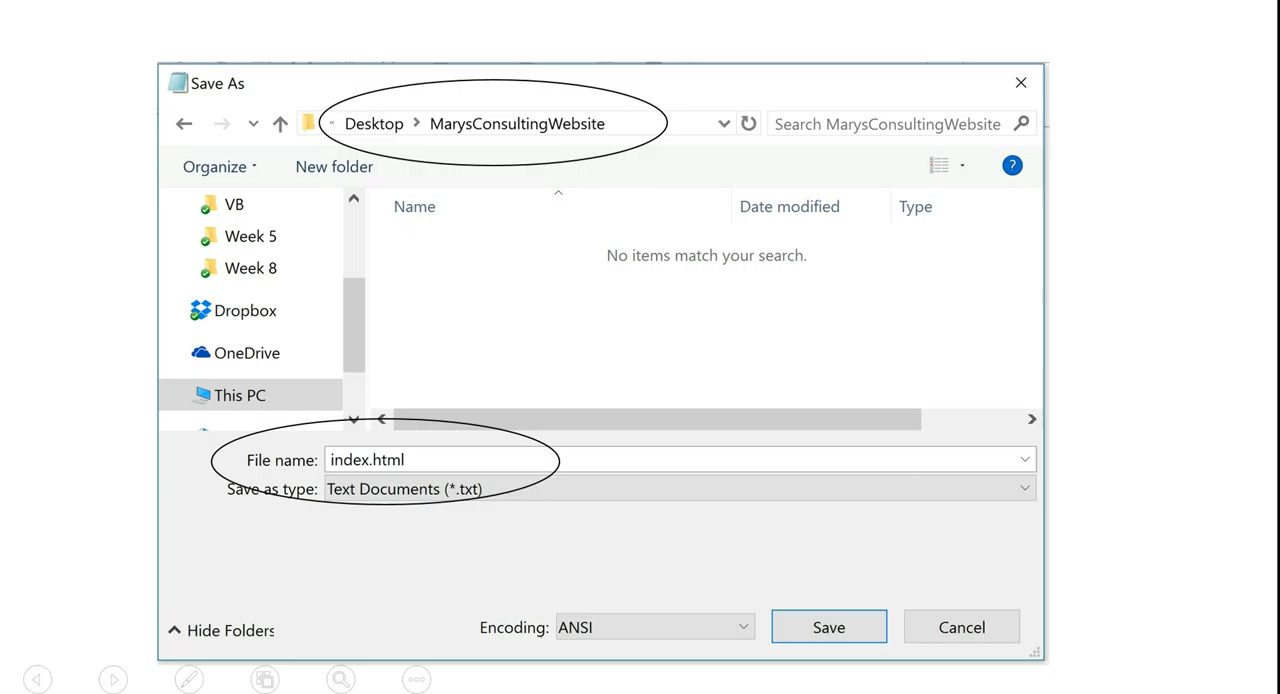 Save As
Desktop > MarysConsultingWebsite
Search MarysConsultingWebsite
Organize
New folder
?
VB
Week 5
Week 8
Dropbox
OneDrive
This PC
Name
Date modified
Type
No items match your search.
File name: index.html
Save as type: Text Documents (*.txt)
Hide Folders
Encoding: ANSI
Save
Cancel